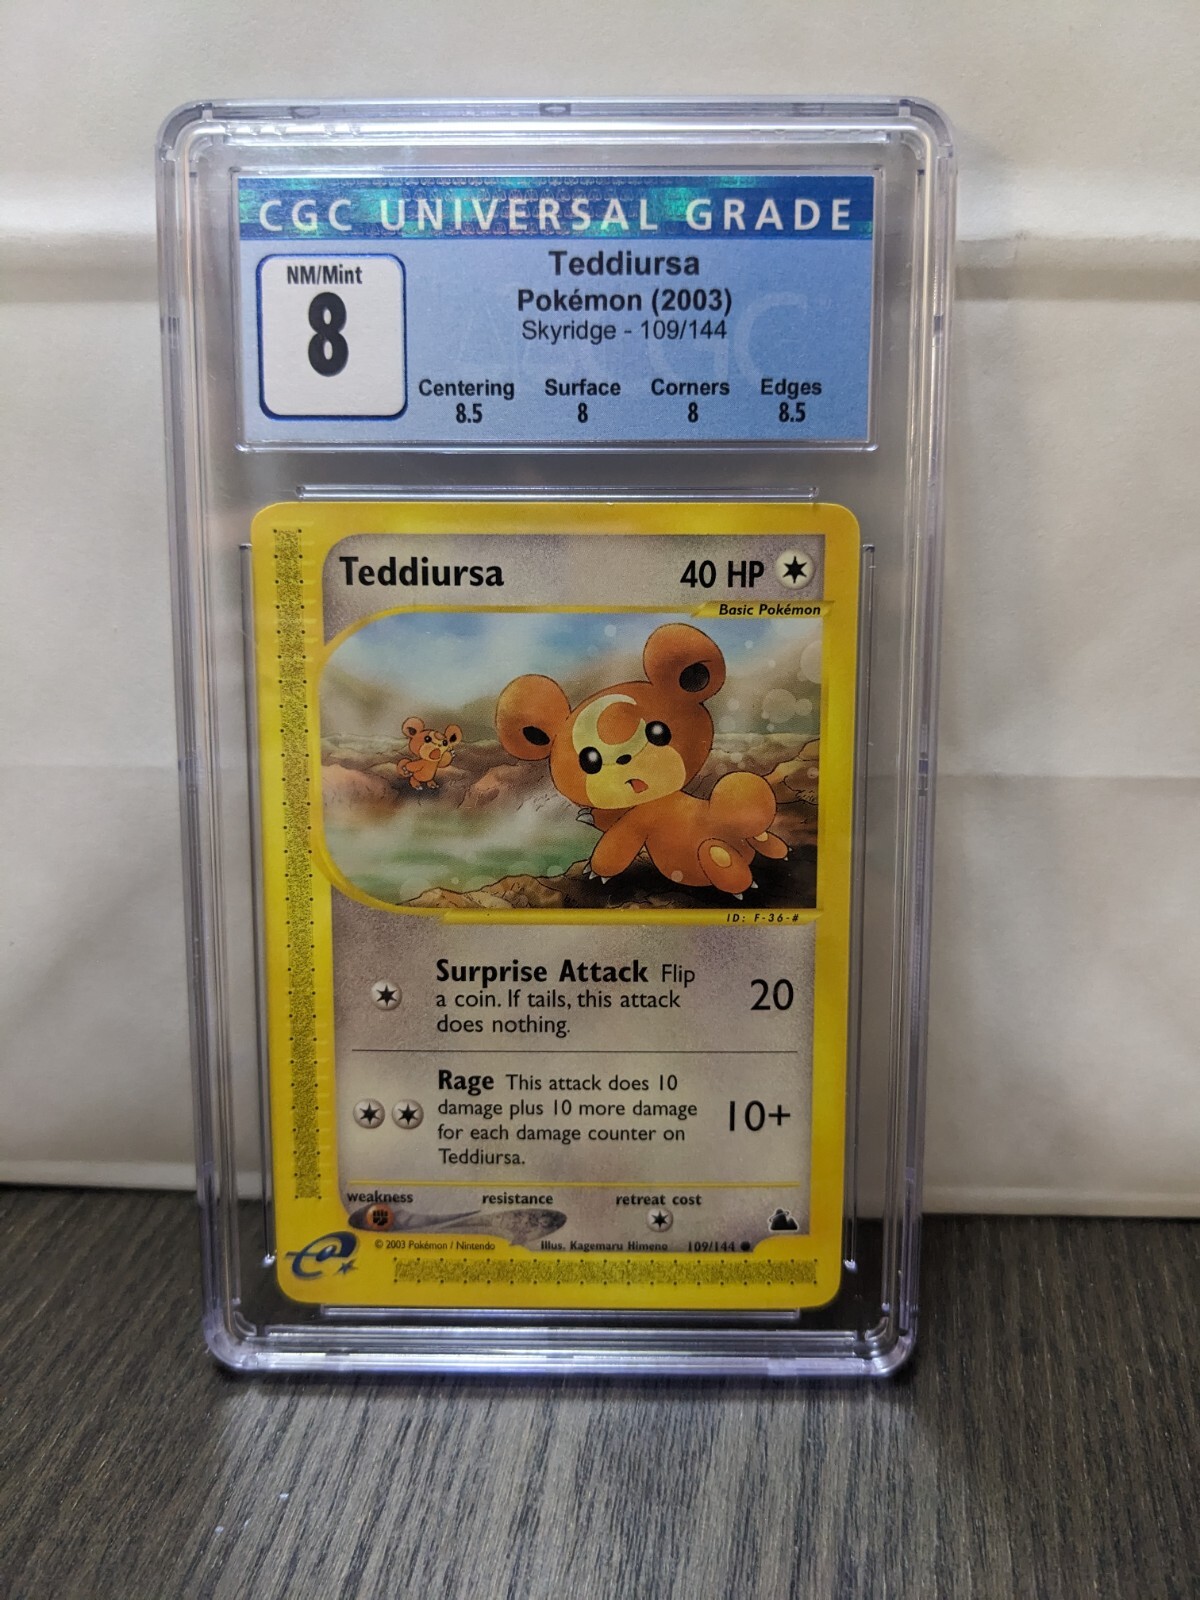 CGC UNIVERSAL GRADE
NM/Mint
8
Teddiursa
Pokémon (2003)
Skyridge - 109/144
Centering Surface Corners Edges
8.5 8 8 8.5
Teddiursa 40 HP
Basic Pokémon
ID: F-36-#
Surprise Attack Flip
a coin. If tails, this attack
does nothing.
20
Rage This attack does 10
damage plus 10 more damage
for each damage counter on
Teddiursa.
10+
weakness resistance retreat cost
© 2003 Pokémon / Nintendo Illus. Kagemaru Himeno 109/144 ●
e